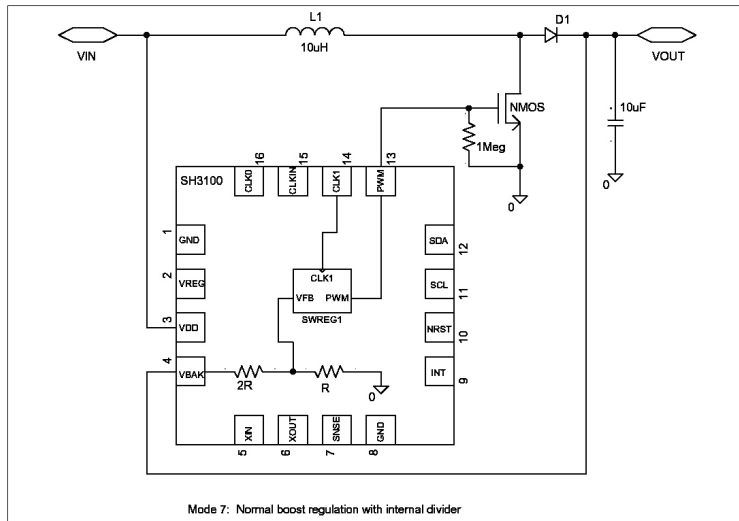 L1
D1
VIN
10uH
VOUT
NMOS
10uF
1Meg
0
0
SH3100
16
15
14
13
CLK0
CLKIN
CLK1
PWM
1
GND
SDA
12
2
VREG
CLK1
VFB
PWM
SCL
11
SWREG1
3
VDD
NRST
10
4
VBAK
2R
R
0
INT
9
XIN
XOUT
SNSE
GND
5
6
7
8
Mode 7: Normal boost regulation with internal divider